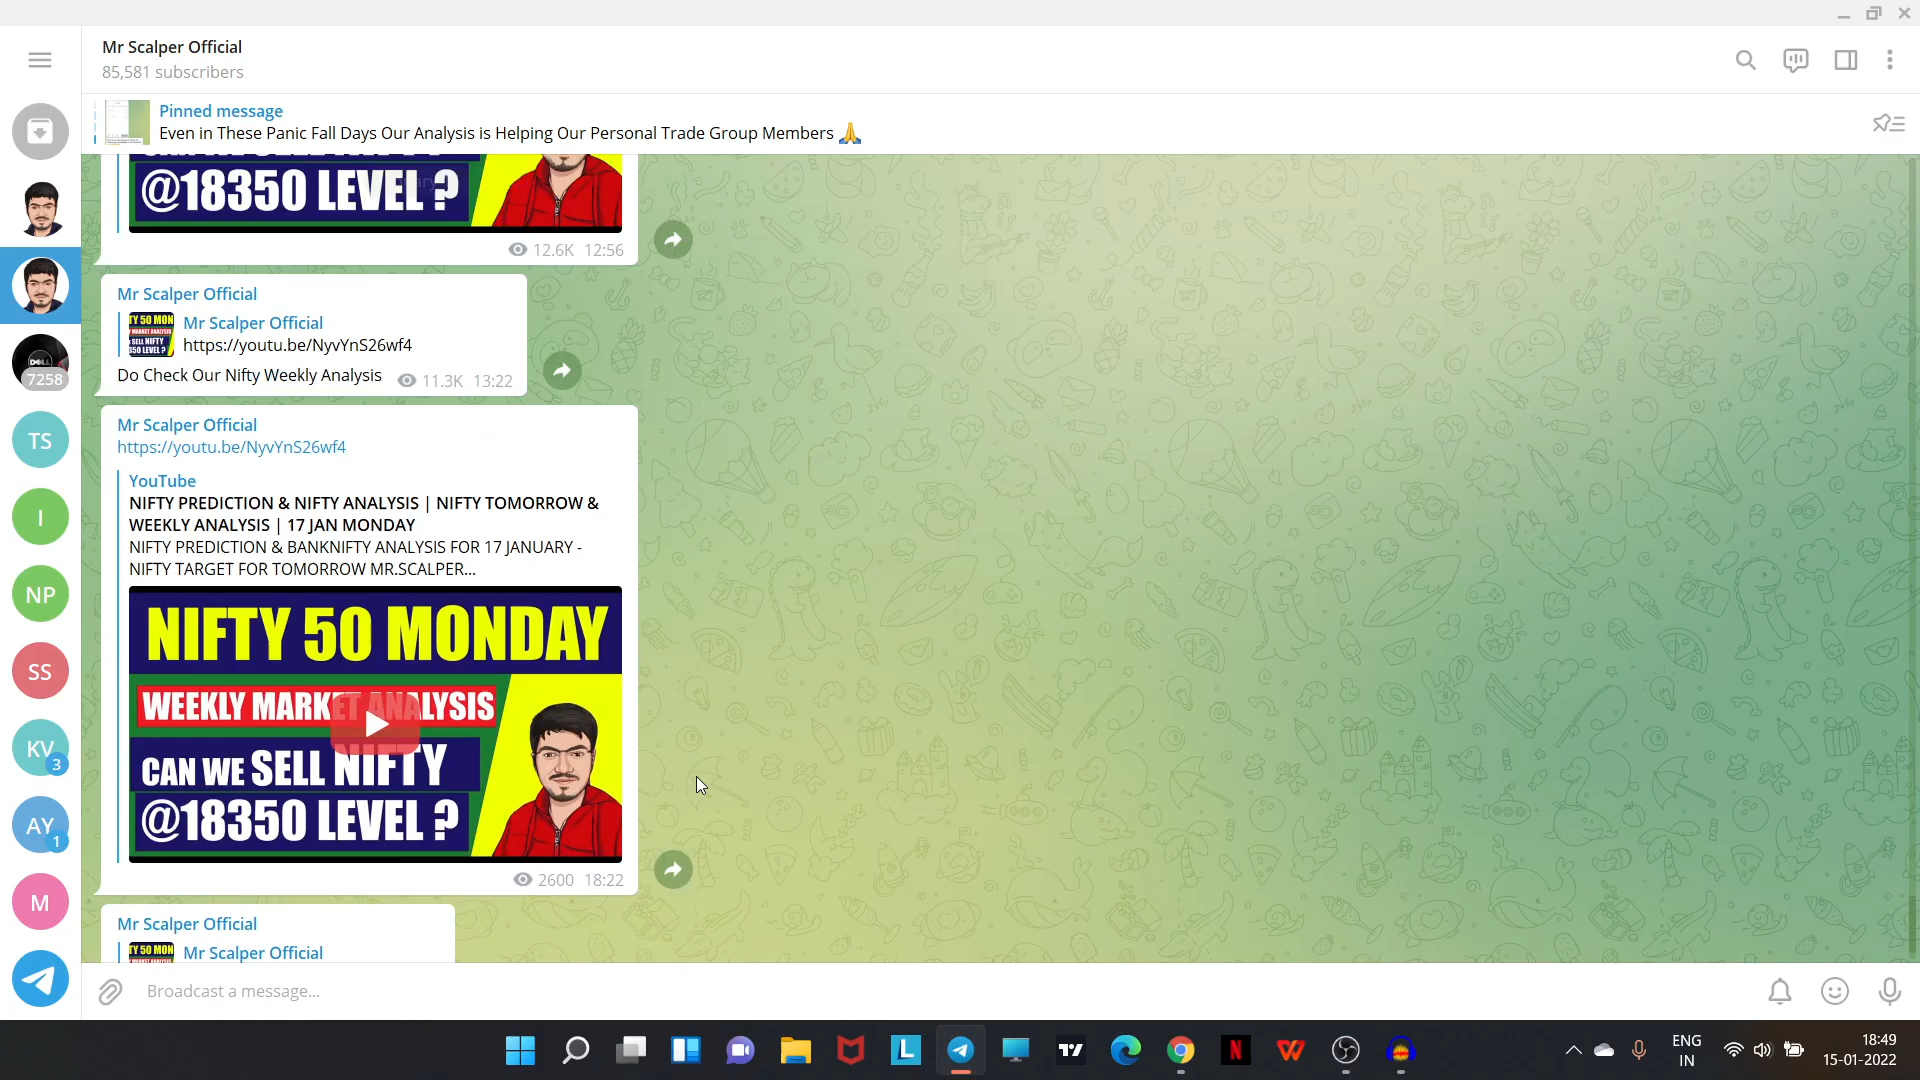 Mr Scalper Official
85,581 subscribers
Pinned message
Even in These Panic Fall Days Our Analysis is Helping Our Personal Trade Group Members 🙏
@18350 LEVEL ?
12.6K 12:56
Mr Scalper Official
Mr Scalper Official
https://youtu.be/NyvYnS26wf4
Do Check Our Nifty Weekly Analysis
11.3K 13:22
Mr Scalper Official
https://youtu.be/NyvYnS26wf4
YouTube
NIFTY PREDICTION & NIFTY ANALYSIS | NIFTY TOMORROW &
WEEKLY ANALYSIS | 17 JAN MONDAY
NIFTY PREDICTION & BANKNIFTY ANALYSIS FOR 17 JANUARY -
NIFTY TARGET FOR TOMORROW MR.SCALPER...
NIFTY 50 MONDAY
WEEKLY MARKET ANALYSIS
CAN WE SELL NIFTY
@18350 LEVEL ?
2600 18:22
Mr Scalper Official
Mr Scalper Official
Broadcast a message...
7258
TS
I
NP
SS
KV
3
AY
1
M
ENG
IN
18:49
15-01-2022